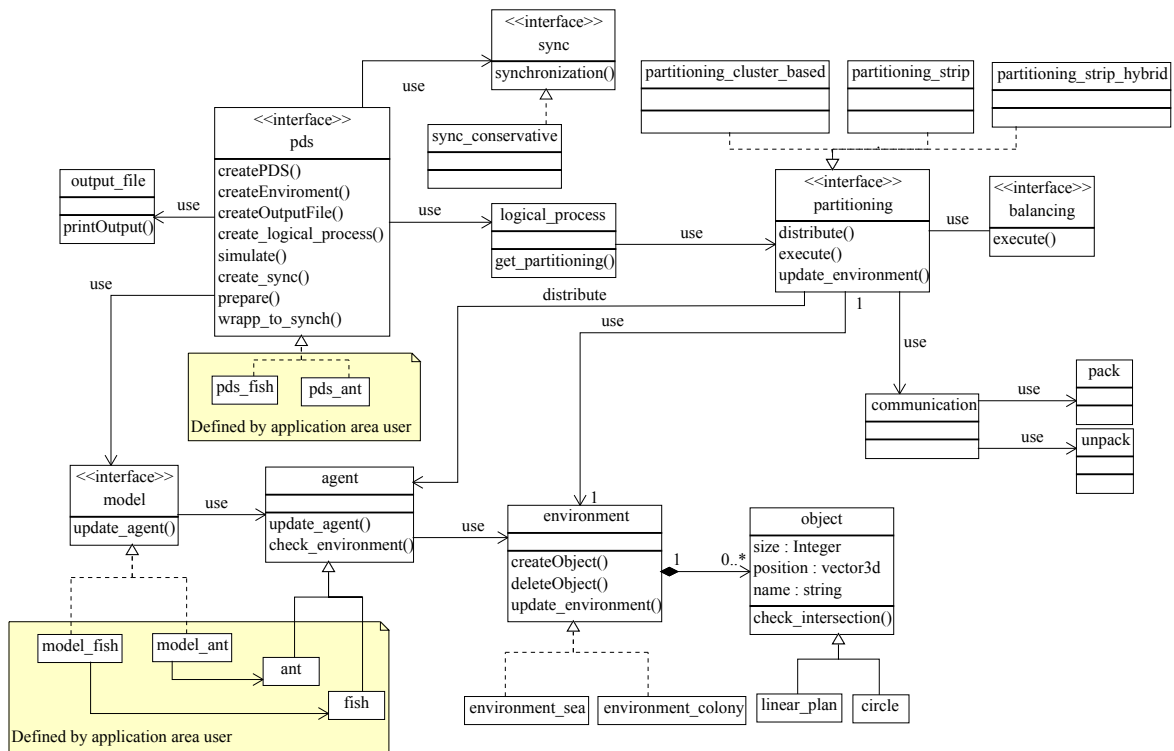 <<interface>>
sync
synchronization()
use
partitioning_cluster_based
partitioning_strip
partitioning_strip_hybrid
<<interface>>
pds
createPDS()
createEnviroment()
createOutputFile()
create_logical_process()
simulate()
create_sync()
prepare()
wrapp_to_synch()
sync_conservative
output_file
printOutput()
use
use
logical_process
get_partitioning()
use
<<interface>>
partitioning
distribute()
execute()
update_environment()
use
<<interface>>
balancing
execute()
use
distribute
use
1
use
pds_fish
pds_ant
Defined by application area user
communication
use
pack
use
unpack
<<interface>>
model
update_agent()
use
agent
update_agent()
check_environment()
use
1
environment
createObject()
deleteObject()
update_environment()
1
0..*
object
size : Integer
position : vector3d
name : string
check_intersection()
model_fish
model_ant
ant
fish
Defined by application area user
environment_sea
environment_colony
linear_plan
circle